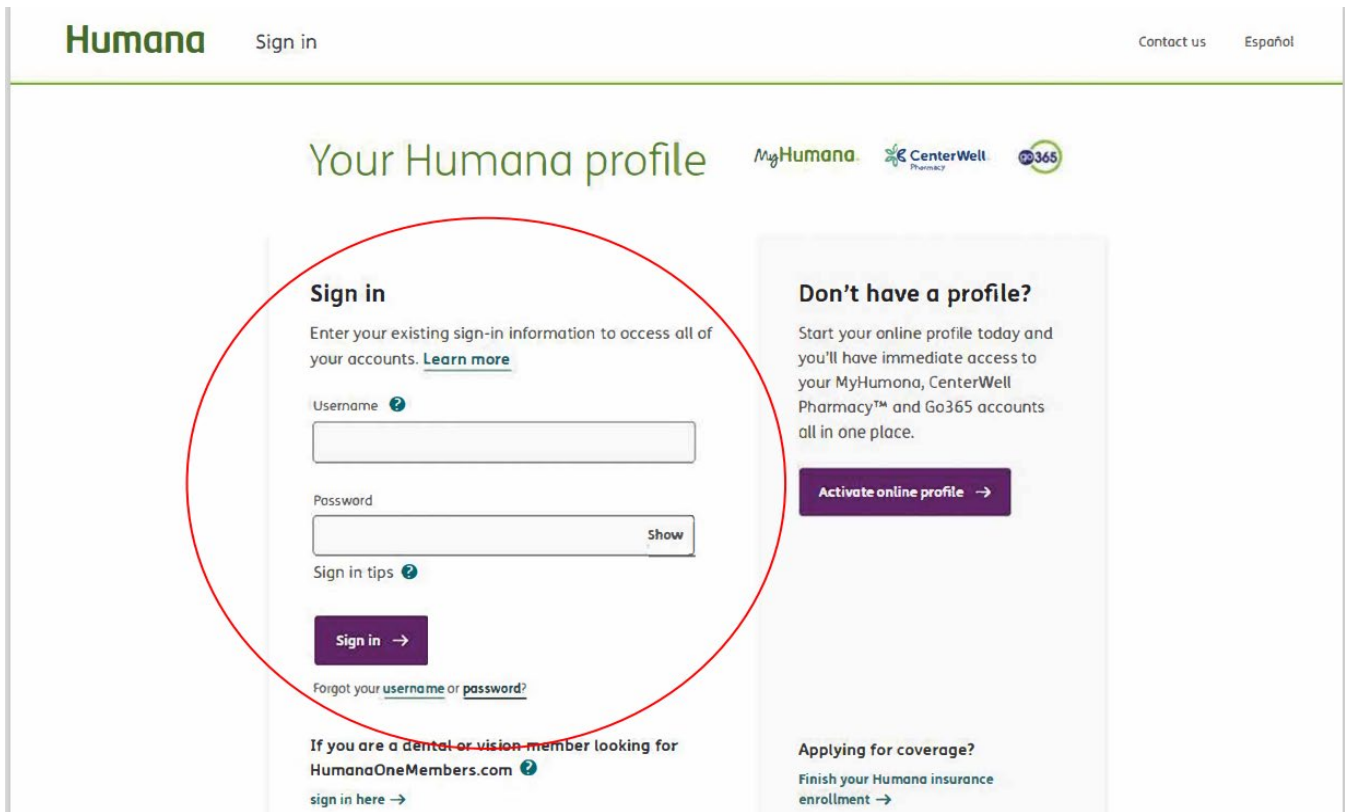 Humana Sign in Contact us Español
Your Humana profile MyHumana. CenterWell Pharmacy go365
Sign in
Enter your existing sign-in information to access all of
your accounts. Learn more
Username ?
Password
Show
Sign in tips ?
Sign in →
Forgot your username or password?
If you are a dental or vision member looking for
HumanaOneMembers.com ?
sign in here →
Don't have a profile?
Start your online profile today and
you'll have immediate access to
your MyHumana, CenterWell
Pharmacy™ and Go365 accounts
all in one place.
Activate online profile →
Applying for coverage?
Finish your Humana insurance
enrollment →